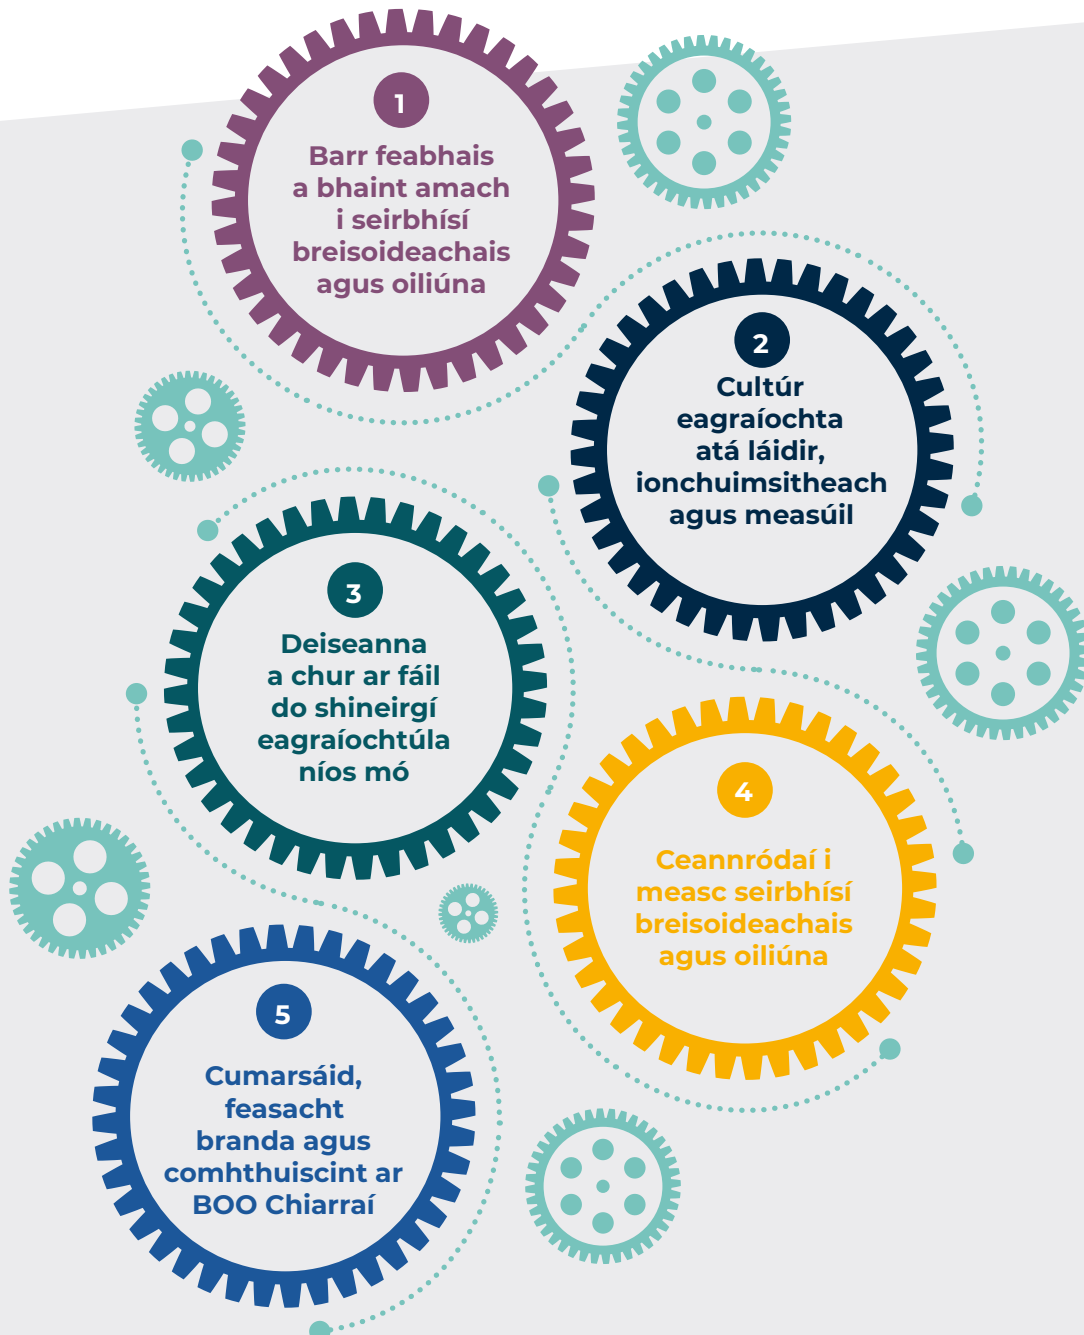 1
Barr feabhais
a bhaint amach
i seirbhísí
breisoideachais
agus oiliúna
2
Cultúr
eagraíochta
atá láidir,
ionchuimsitheach
agus measúil
3
Deiseanna
a chur ar fáil
do shineirgí
eagraíochtúla
níos mó
4
Ceannródaí i
measc seirbhísí
breisoideachais
agus oiliúna
5
Cumarsáid,
feasacht
branda agus
comhthuiscint ar
BOO Chiarraí